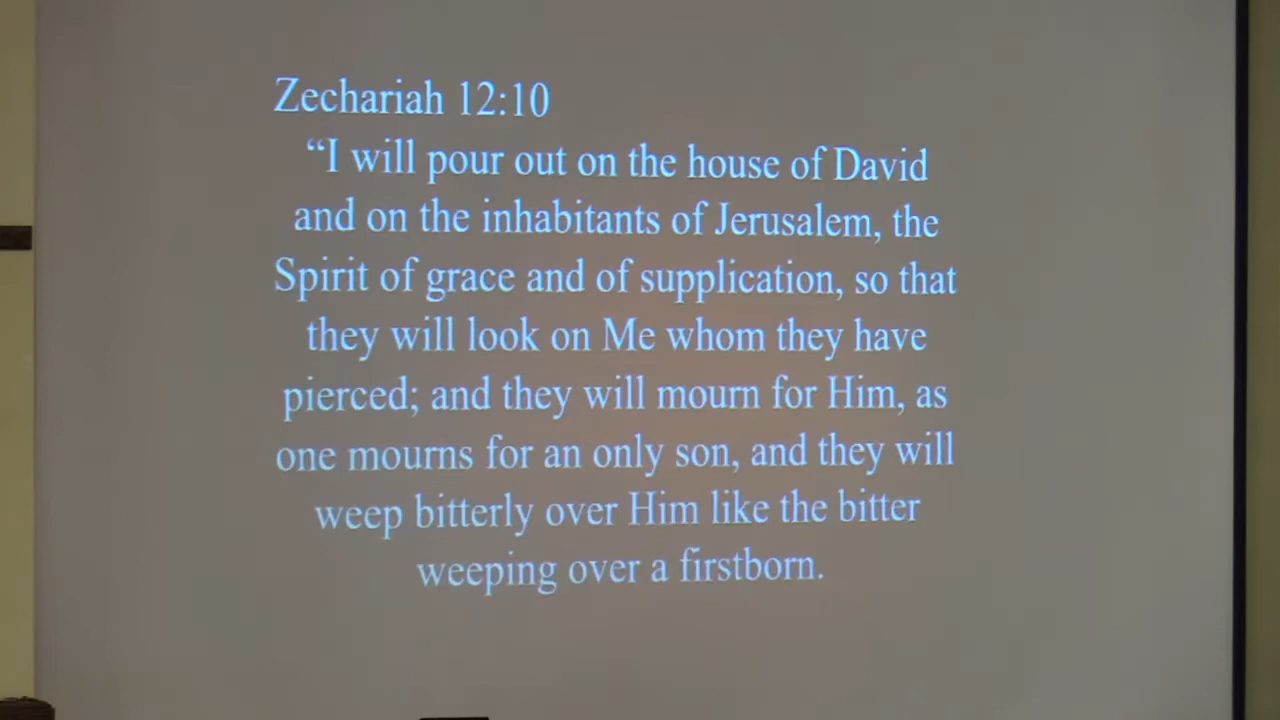 Zechariah 12:10
“I will pour out on the house of David
and on the inhabitants of Jerusalem, the
Spirit of grace and of supplication, so that
they will look on Me whom they have
pierced; and they will mourn for Him, as
one mourns for an only son, and they will
weep bitterly over Him like the bitter
weeping over a firstborn.